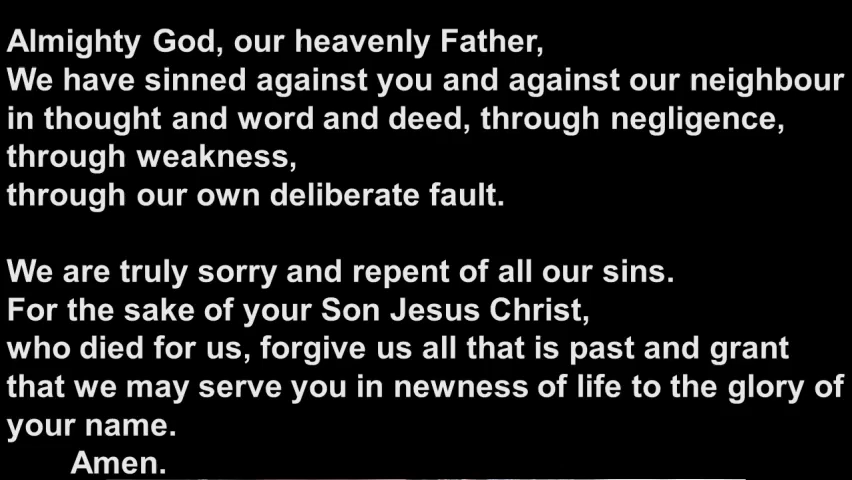 Almighty God, our heavenly Father,
We have sinned against you and against our neighbour
in thought and word and deed, through negligence,
through weakness,
through our own deliberate fault.
We are truly sorry and repent of all our sins.
For the sake of your Son Jesus Christ,
who died for us, forgive us all that is past and grant
that we may serve you in newness of life to the glory of
your name.
Amen.